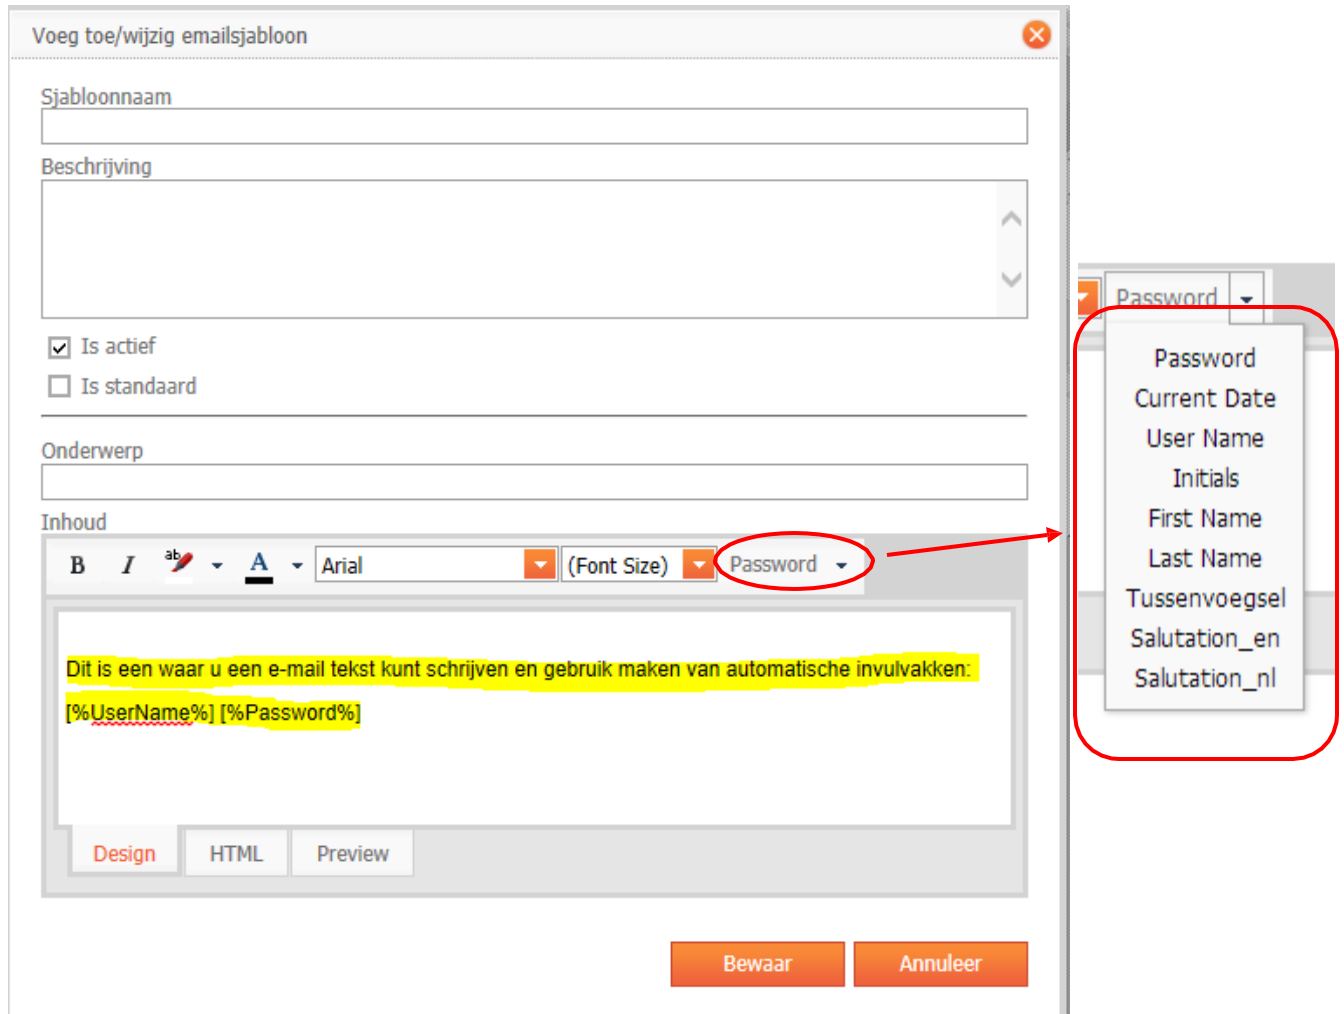 Voeg toe/wijzig emailsjabloon
Sjabloonnaam
Beschrijving
Is actief
Is standaard
Onderwerp
Inhoud
B I ab A Arial (Font Size) Password
Dit is een waar u een e-mail tekst kunt schrijven en gebruik maken van automatische invulvakken:
[%UserName%] [%Password%]
Design HTML Preview
Bewaar Annuleer
Password
Password
Current Date
User Name
Initials
First Name
Last Name
Tussenvoegsel
Salutation_en
Salutation_nl